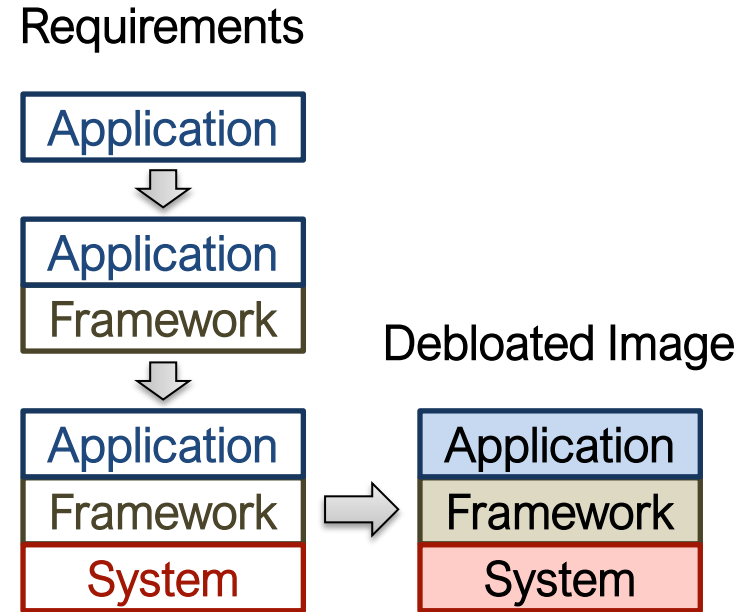 Requirements
Application
Application
Framework
Application
Framework
System
Debloated Image
Application
Framework
System